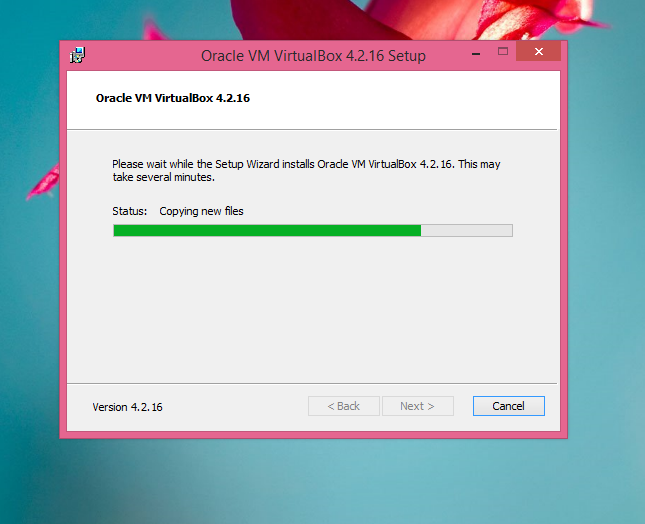 Oracle VM VirtualBox 4.2.16 Setup
Oracle VM VirtualBox 4.2.16
Please wait while the Setup Wizard installs Oracle VM VirtualBox 4.2.16. This may
take several minutes.
Status: Copying new files
Version 4.2.16
< Back Next > Cancel